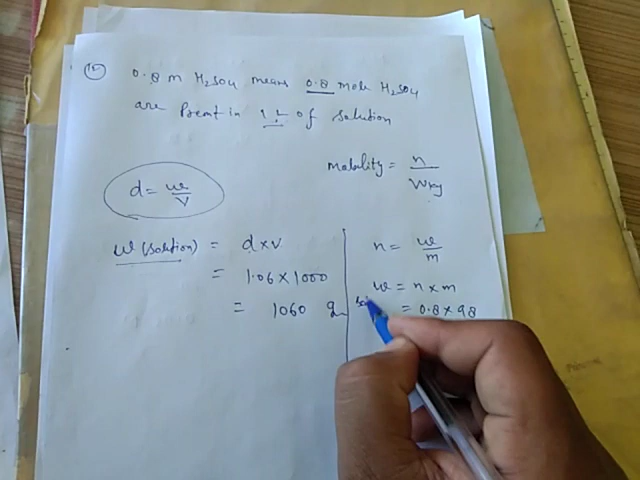 0.8 m H₂SO₄ means 0.8 mole H₂SO₄
are Present in 1 L of solution
molality = n / Wkg
d = w / V
w (solution) = d × v
= 1.06 × 1000
= 1060 g
n = w / m
w = n × m
= 0.8 × 98